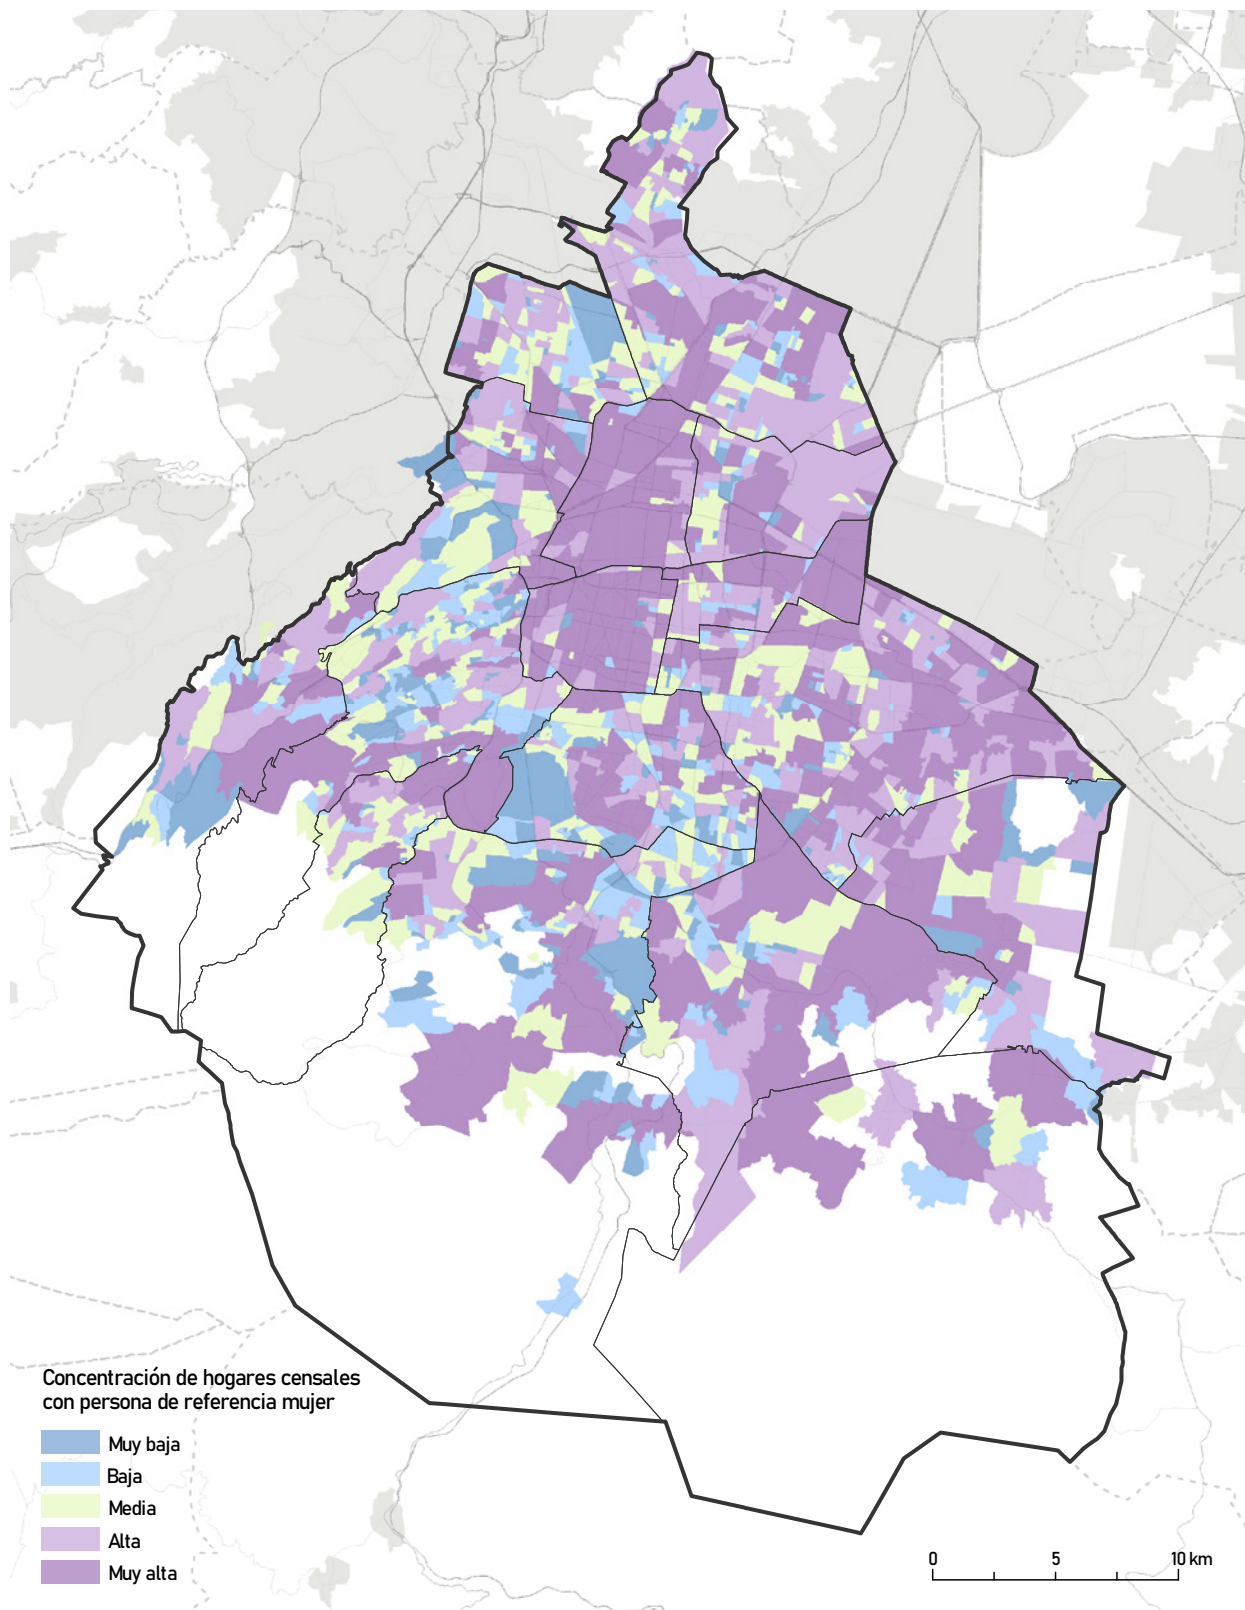 Concentración de hogares censales
con persona de referencia mujer
Muy baja
Baja
Media
Alta
Muy alta
0 5 10 km